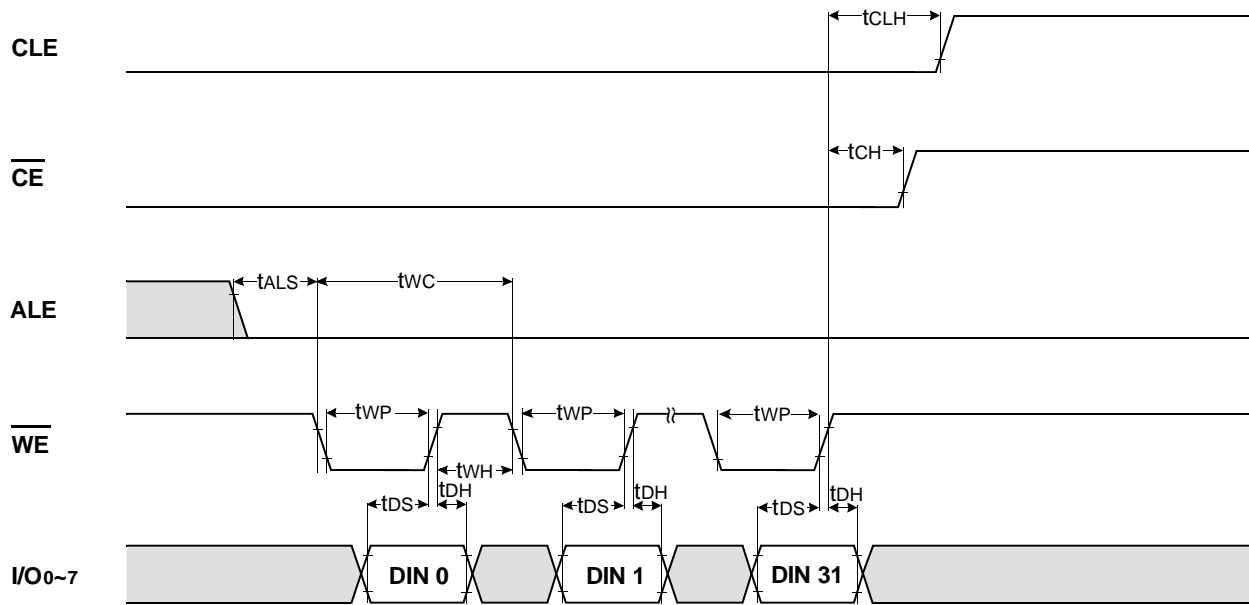 CLE
tCLH
CE
tCH
ALE
tALS
tWC
WE
tWP
tWP
tWP
tWH
tDS
tDH
tDS
tDH
tDS
tDH
I/O0~7
DIN 0
DIN 1
DIN 31